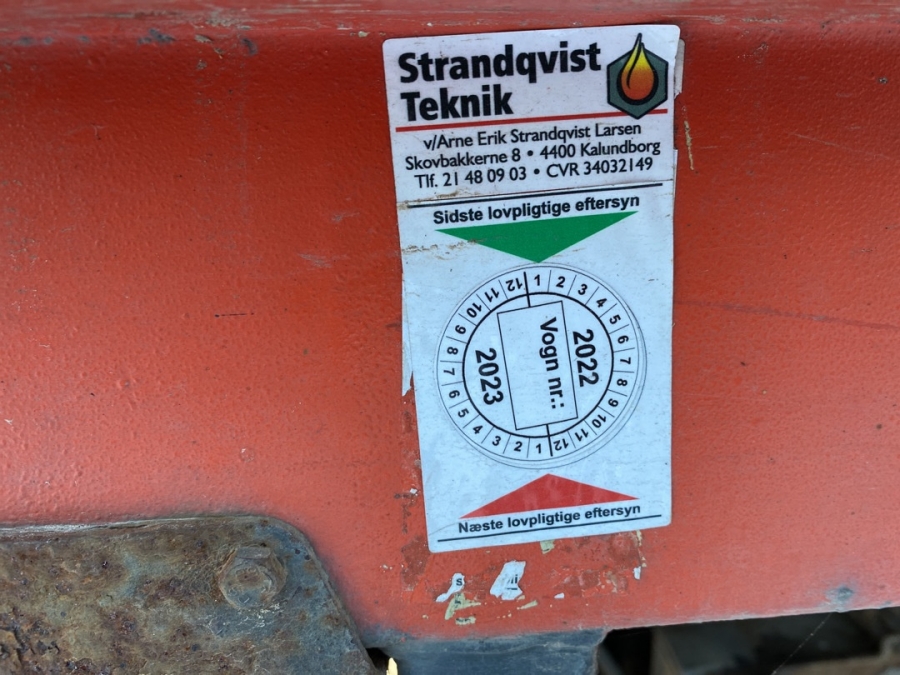 Strandqvist
Teknik
v/Arne Erik Strandqvist Larsen
Skovbakkerne 8 • 4400 Kalundborg
Tlf. 21 48 09 03 • CVR 34032149
Sidste lovpligtige eftersyn
1 2 3 4 5 6 7 8 9 10 11 12
2022
Vogn nr.:
2023
1 2 3 4 5 6 7 8 9 10 11 12
Næste lovpligtige eftersyn